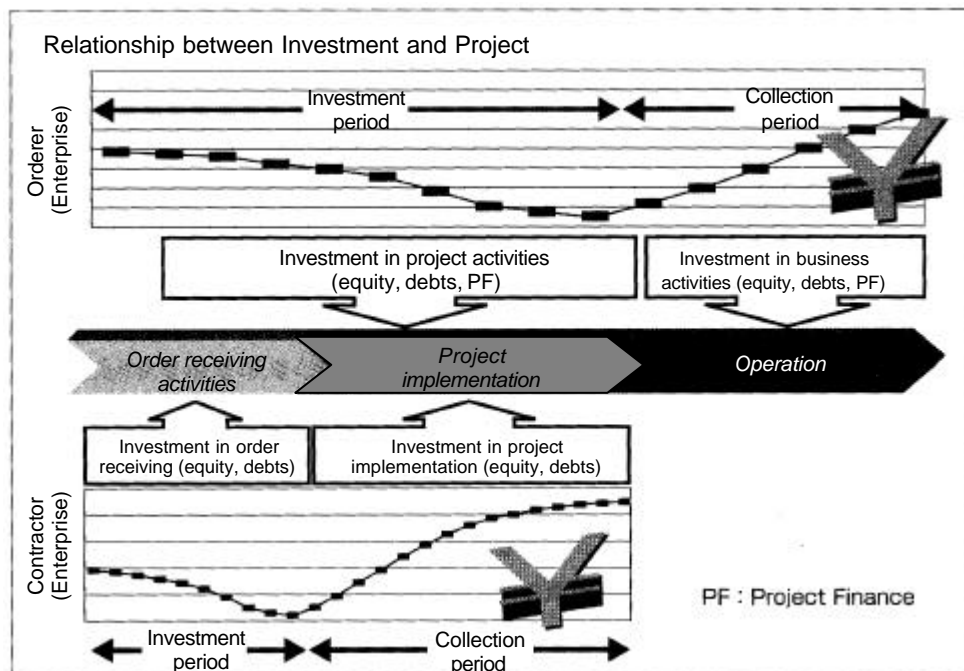 Relationship between Investment and Project
Investment
period
Collection
period
Orderer
(Enterprise)
Investment in project activities
(equity, debts, PF)
Investment in business
activities (equity, debts, PF)
Order receiving
activities
Project
implementation
Operation
Investment in order
receiving (equity, debts)
Investment in project
implementation (equity, debts)
Contractor
(Enterprise)
PF : Project Finance
Investment
period
Collection
period